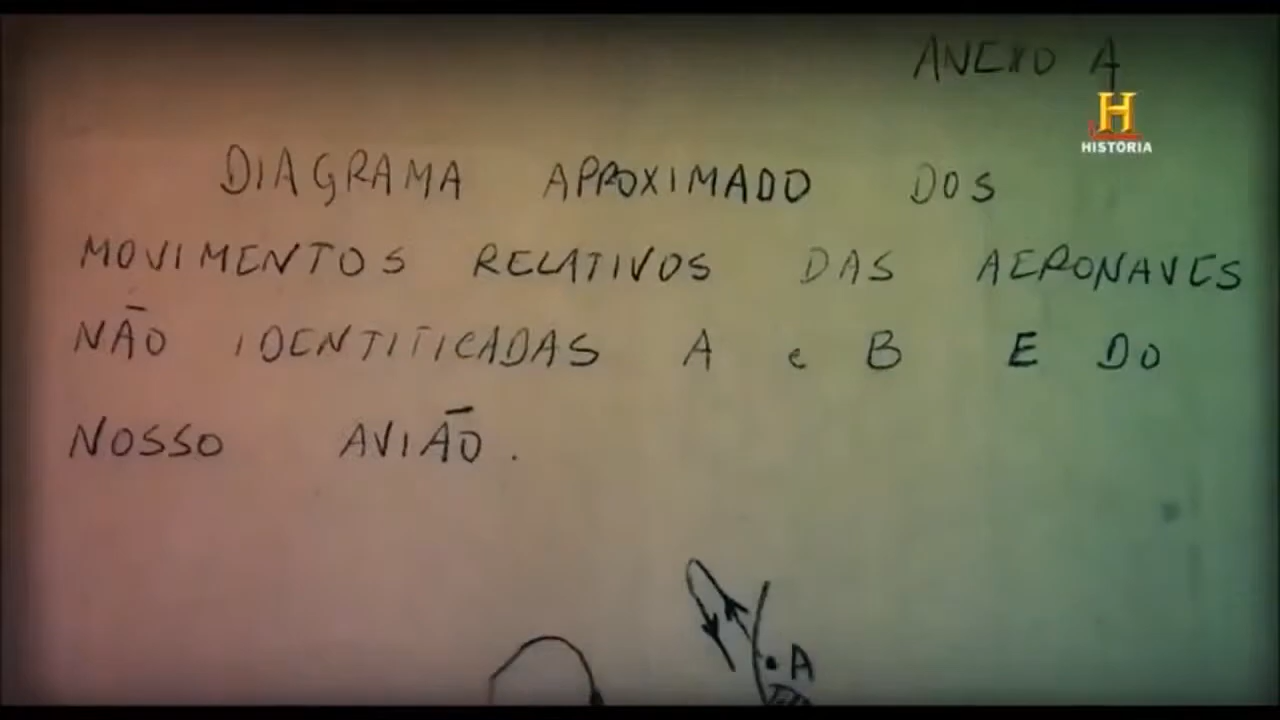 ANEXO A
H
HISTORIA
DIAGRAMA APROXIMADO DOS
MOVIMENTOS RELATIVOS DAS AERONAVES
NÃO IDENTIFICADAS A e B E DO
NOSSO AVIÃO.
A